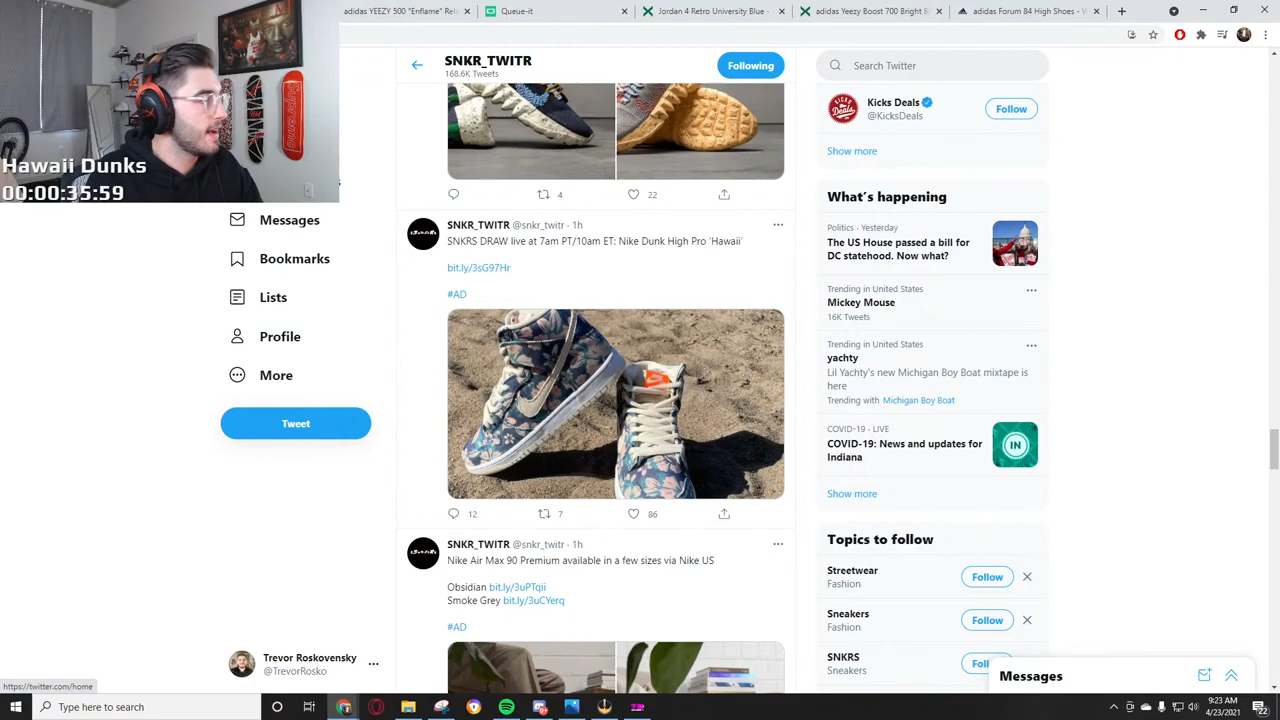 adidas YEEZY 500 "Enflame" Rel
Queue-it
Jordan 4 Retro University Blue -
adidas Yeezy Boost 700 Bright B
adidas Forum 84 High Shoes - W
SNKR_TWITR
168.6K Tweets
Following
Search Twitter
Kicks Deals
@KicksDeals
Follow
Show more
Supreme
Hawaii Dunks
00:00:35:59
Messages
Bookmarks
Lists
Profile
More
Tweet
4
22
SNKR_TWITR @snkr_twitr · 1h
SNKRS DRAW live at 7am PT/10am ET: Nike Dunk High Pro 'Hawaii'
bit.ly/3sG97Hr
#AD
12
7
86
SNKR_TWITR @snkr_twitr · 1h
Nike Air Max 90 Premium available in a few sizes via Nike US
Obsidian bit.ly/3uPTqii
Smoke Grey bit.ly/3uCYerq
#AD
What's happening
Politics · Yesterday
The US House passed a bill for
DC statehood. Now what?
Trending in United States
Mickey Mouse
16K Tweets
Trending in United States
yachty
Lil Yachty's new Michigan Boy Boat mixtape is
here
Trending with Michigan Boy Boat
COVID-19 · LIVE
COVID-19: News and updates for
Indiana
IN
Show more
Topics to follow
Streetwear
Fashion
Follow
Sneakers
Fashion
Follow
SNKRS
Sneakers
Foll
Messages
Trevor Roskovensky
@TrevorRosko
https://twitter.com/home
Type here to search
9:23 AM
4/23/2021